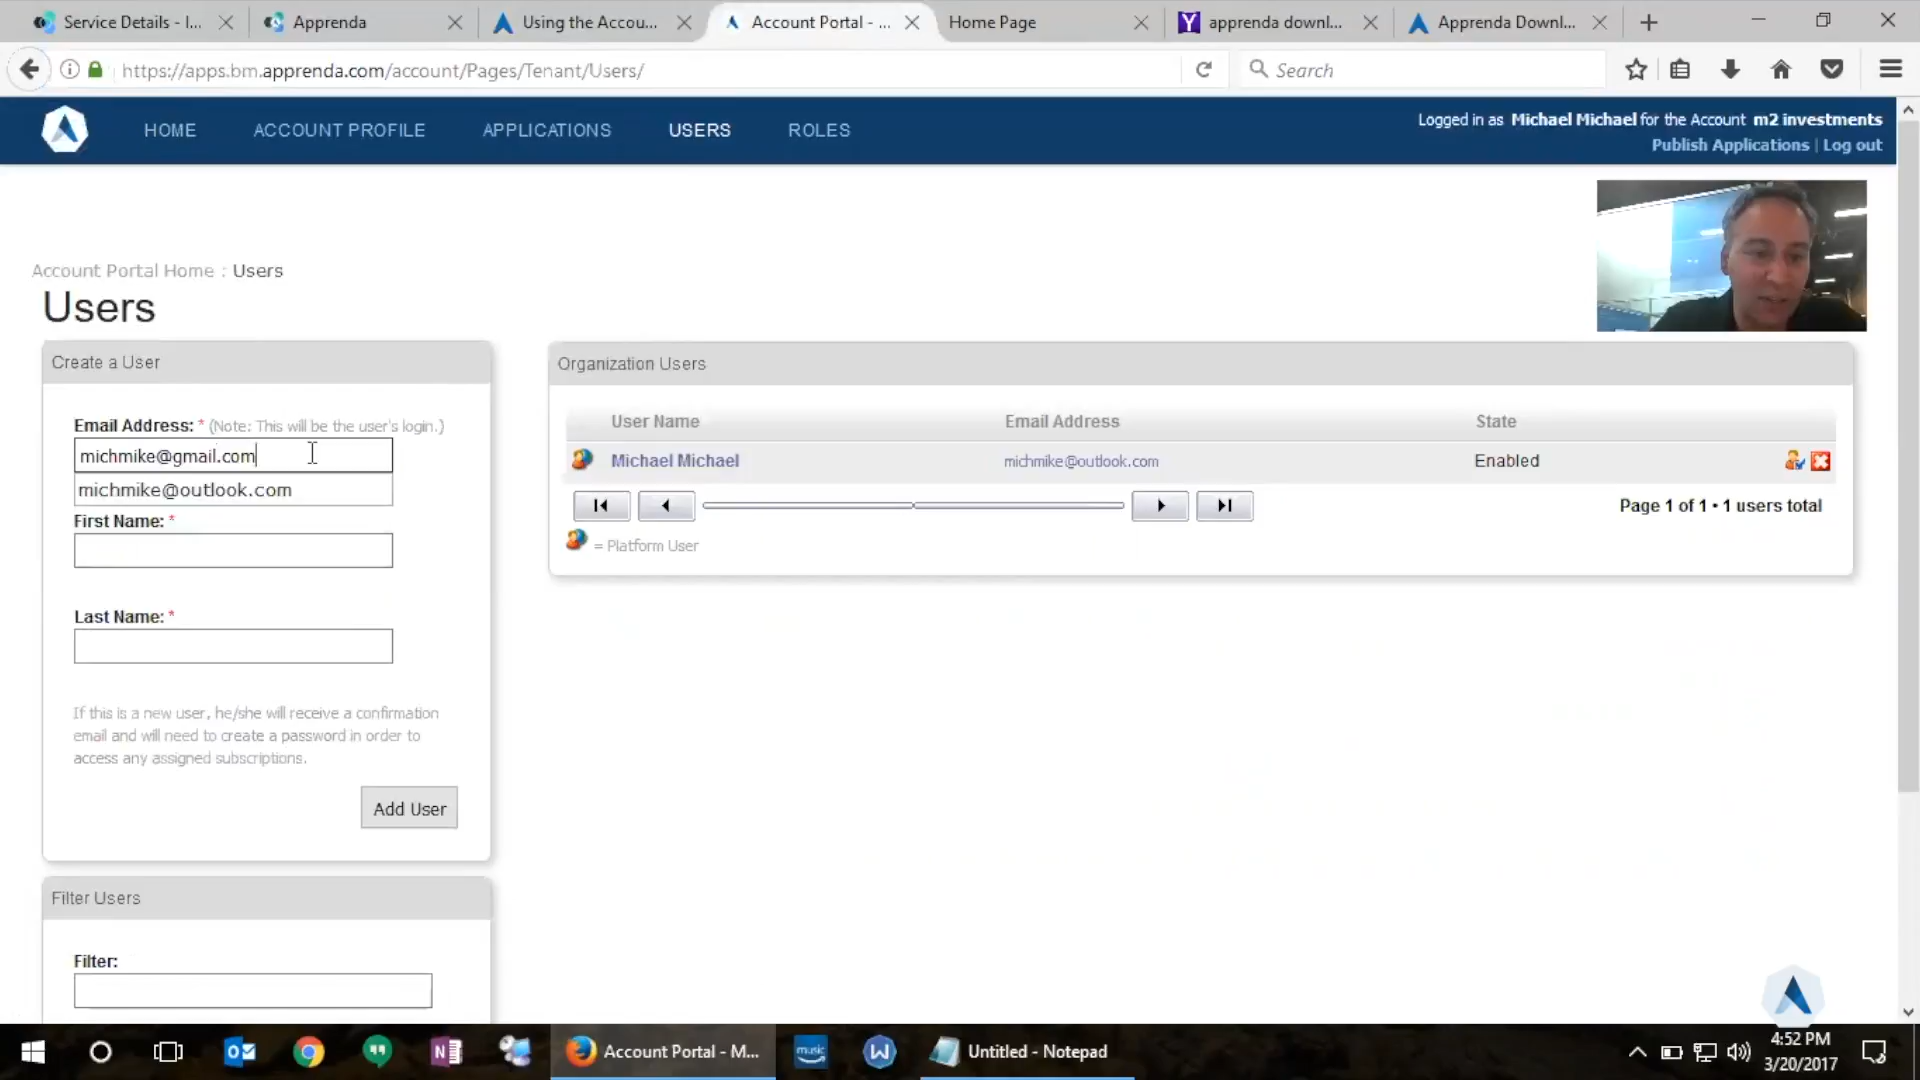 Service Details - I...
Apprenda
Using the Accou...
Account Portal - ...
Home Page
apprenda downl...
Apprenda Downl...
https://apps.bm.apprenda.com/account/Pages/Tenant/Users/
Search
HOME
ACCOUNT PROFILE
APPLICATIONS
USERS
ROLES
Logged in as Michael Michael for the Account m2 investments
Publish Applications | Log out
Account Portal Home : Users
Users
Create a User
Email Address: * (Note: This will be the user's login.)
michmike@gmail.com
michmike@outlook.com
First Name: *
Last Name: *
If this is a new user, he/she will receive a confirmation
email and will need to create a password in order to
access any assigned subscriptions.
Add User
Filter Users
Filter:
Organization Users
User Name
Email Address
State
Michael Michael
michmike@outlook.com
Enabled
Page 1 of 1 • 1 users total
= Platform User
music
Account Portal - M...
Untitled - Notepad
4:52 PM
3/20/2017